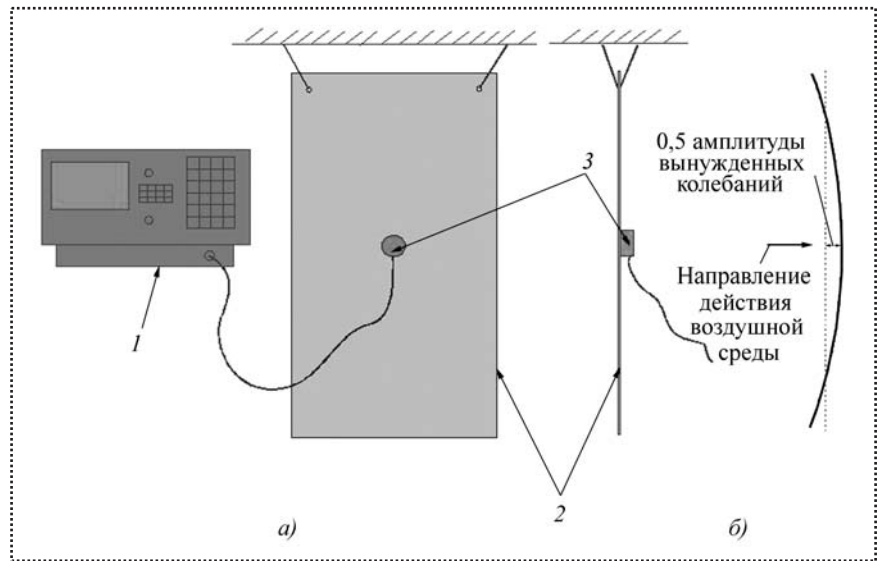 3
0,5 амплитуды
вынужденных
колебаний
Направление
действия
воздушной
среды
1
2
а)
б)